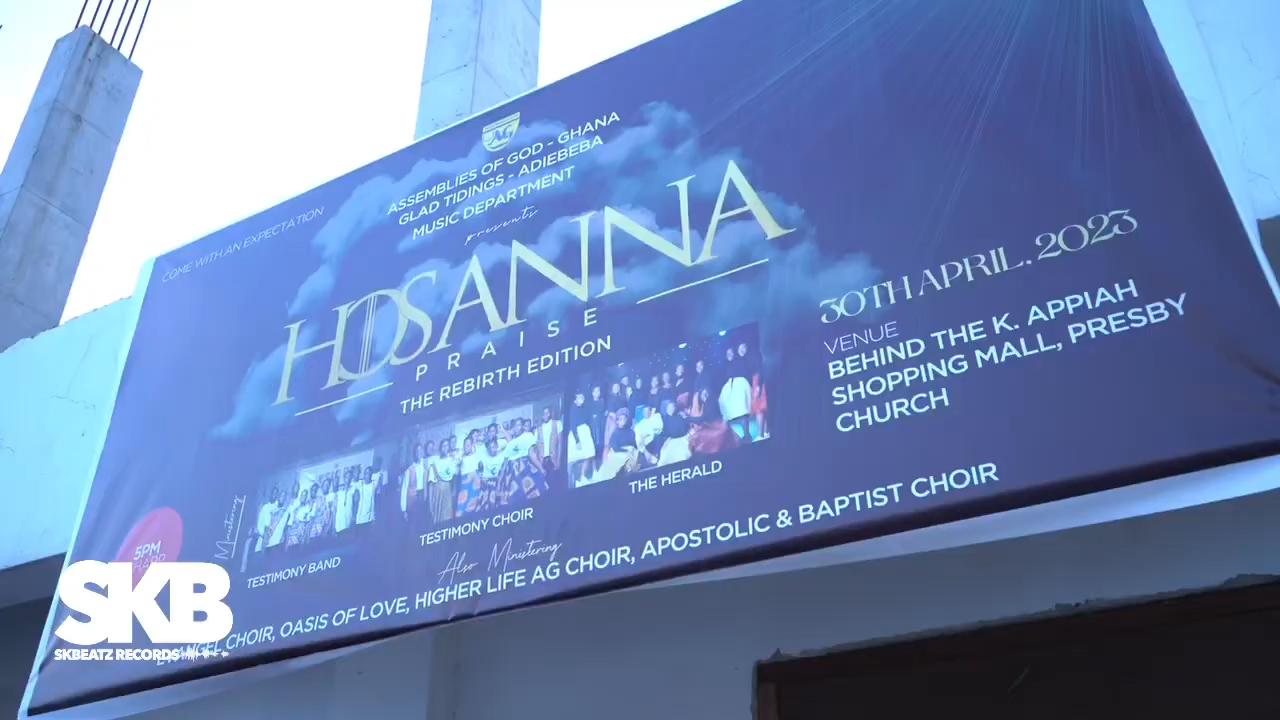 COME WITH AN EXPECTATION
AG
ASSEMBLIES OF GOD - GHANA
GLAD TIDINGS - ADIEBEBA
MUSIC DEPARTMENT
presents
HOSANNA
PRAISE
THE REBIRTH EDITION
30TH APRIL. 2023
VENUE
BEHIND THE K. APPIAH
SHOPPING MALL, PRESBY
CHURCH
Ministering
TESTIMONY BAND
TESTIMONY CHOIR
THE HERALD
5PM
Also Ministering
CHOIR, OASIS OF LOVE, HIGHER LIFE AG CHOIR, APOSTOLIC & BAPTIST CHOIR
SKB
SKBEATZ RECORDS